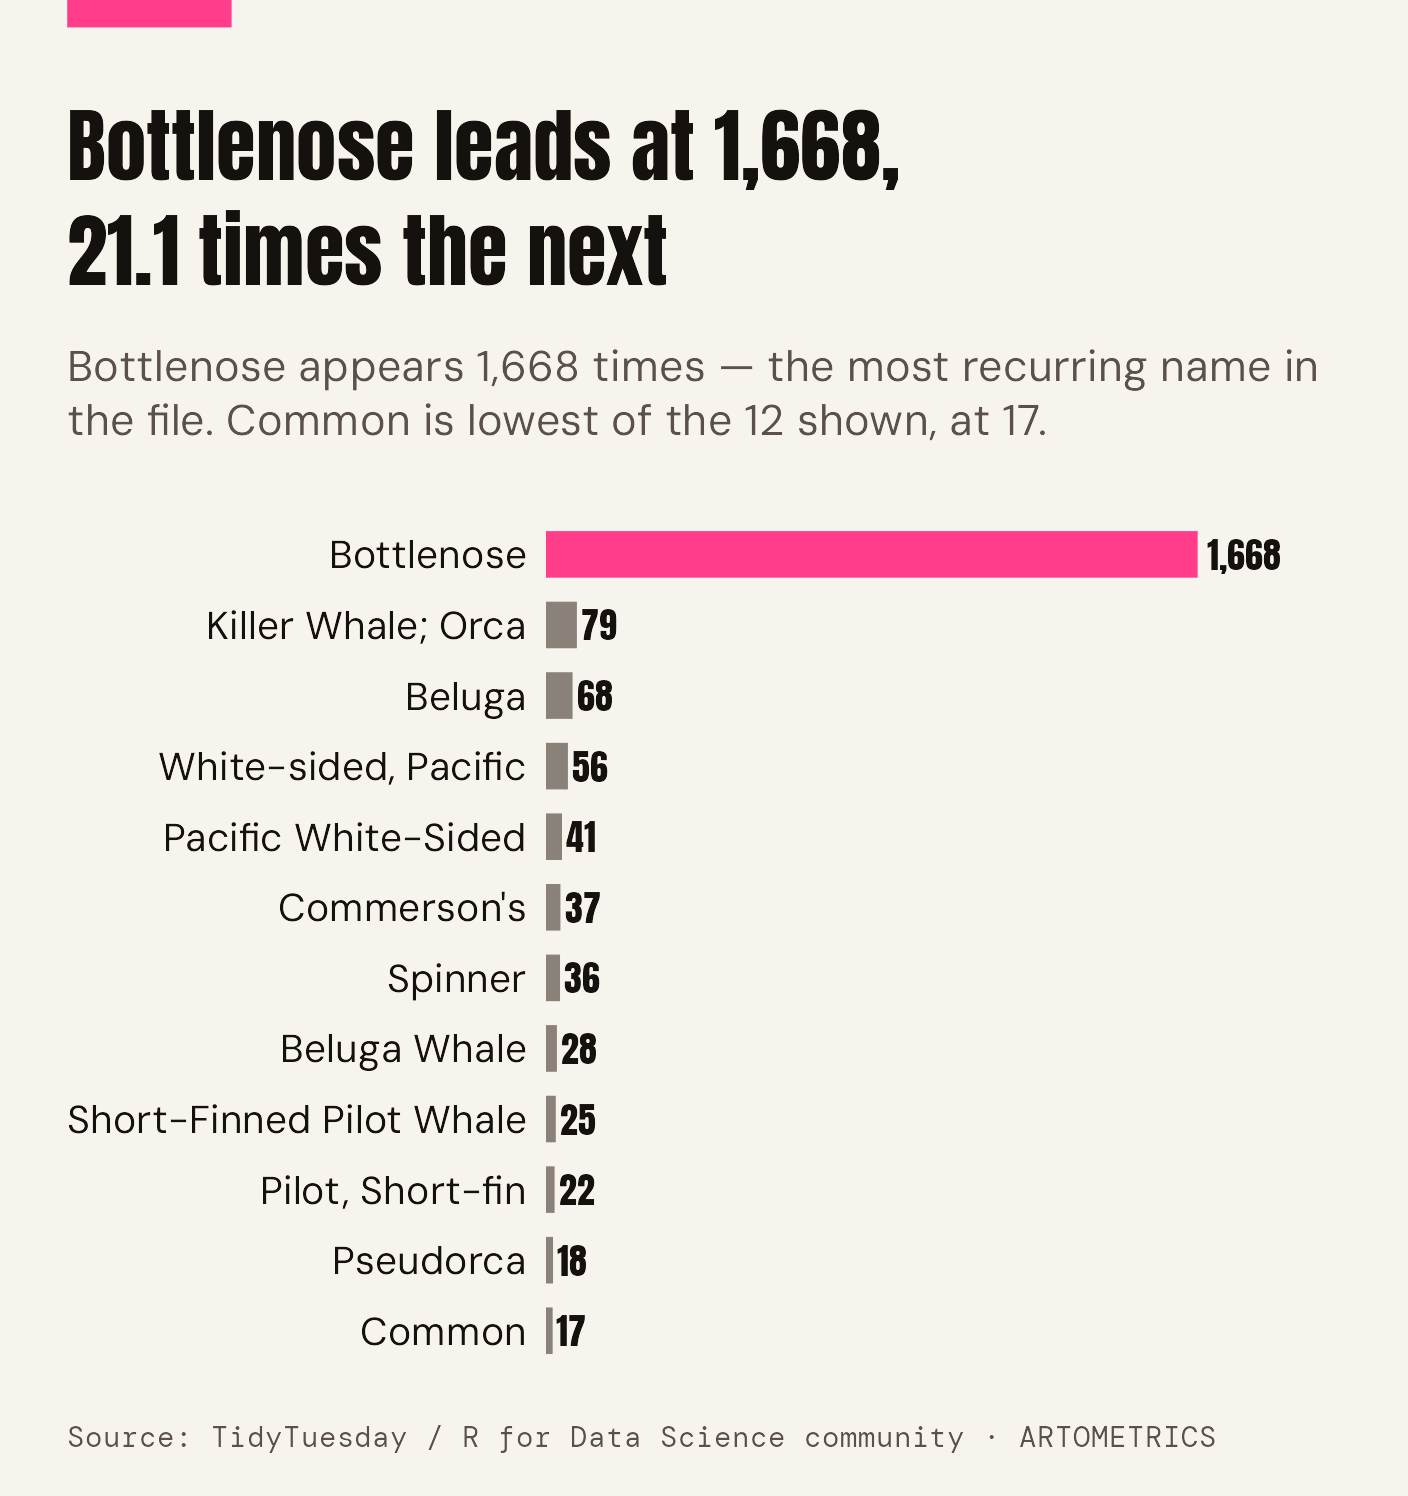 Bottlenose leads at 1,668,
21.1 times the next
Bottlenose appears 1,668 times — the most recurring name in
the file. Common is lowest of the 12 shown, at 17.
Bottlenose 1,668
Killer Whale; Orca 79
Beluga 68
White-sided, Pacific 56
Pacific White-Sided 41
Commerson's 37
Spinner 36
Beluga Whale 28
Short-Finned Pilot Whale 25
Pilot, Short-fin 22
Pseudorca 18
Common 17
Source: TidyTuesday / R for Data Science community · ARTOMETRICS